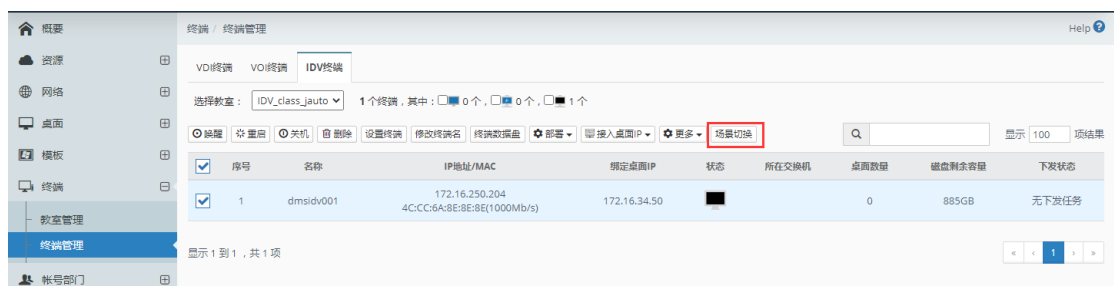 概要
终端 / 终端管理
Help
资源
VDI终端 VOI终端 IDV终端
网络
选择教室： IDV_class_jauto 1个终端，其中： 0个， 0个， 1个
桌面
唤醒 重启 关机 删除 设置终端 修改终端名 终端数据盘 部署 接入桌面IP 更多 场景切换 显示 100 项结果
模板
序号 名称 IP地址/MAC 绑定桌面IP 状态 所在交换机 桌面数量 磁盘剩余容量 下发状态
终端
1 dmsidv001 172.16.250.204 172.16.34.50 0 885GB 无下发任务
4C:CC:6A:8E:8E:8E(1000Mb/s)
教室管理
终端管理
显示 1 到 1 ，共 1 项
« ‹ 1 › »
帐号部门